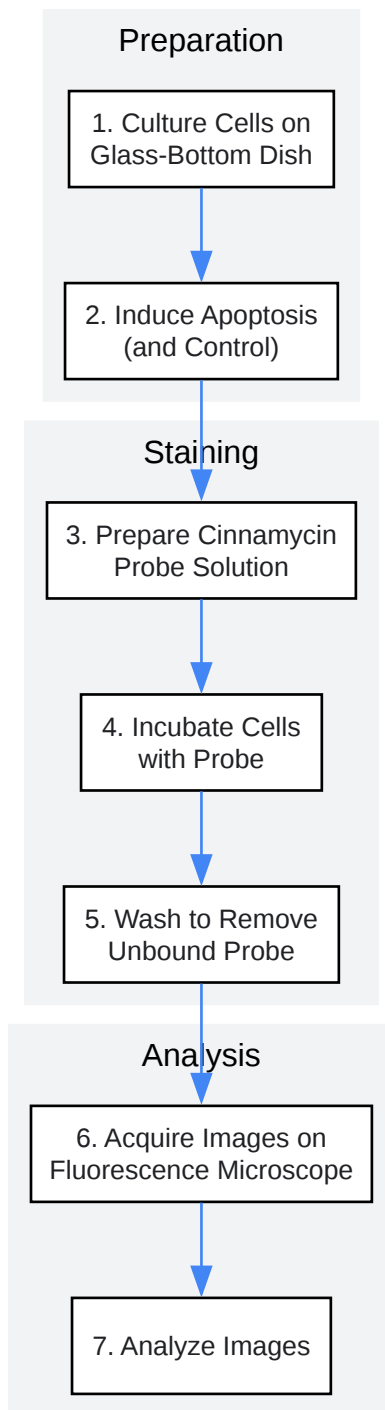 Preparation
1. Culture Cells on
Glass-Bottom Dish
2. Induce Apoptosis
(and Control)
Staining
3. Prepare Cinnamycin
Probe Solution
4. Incubate Cells
with Probe
5. Wash to Remove
Unbound Probe
Analysis
6. Acquire Images on
Fluorescence Microscope
7. Analyze Images